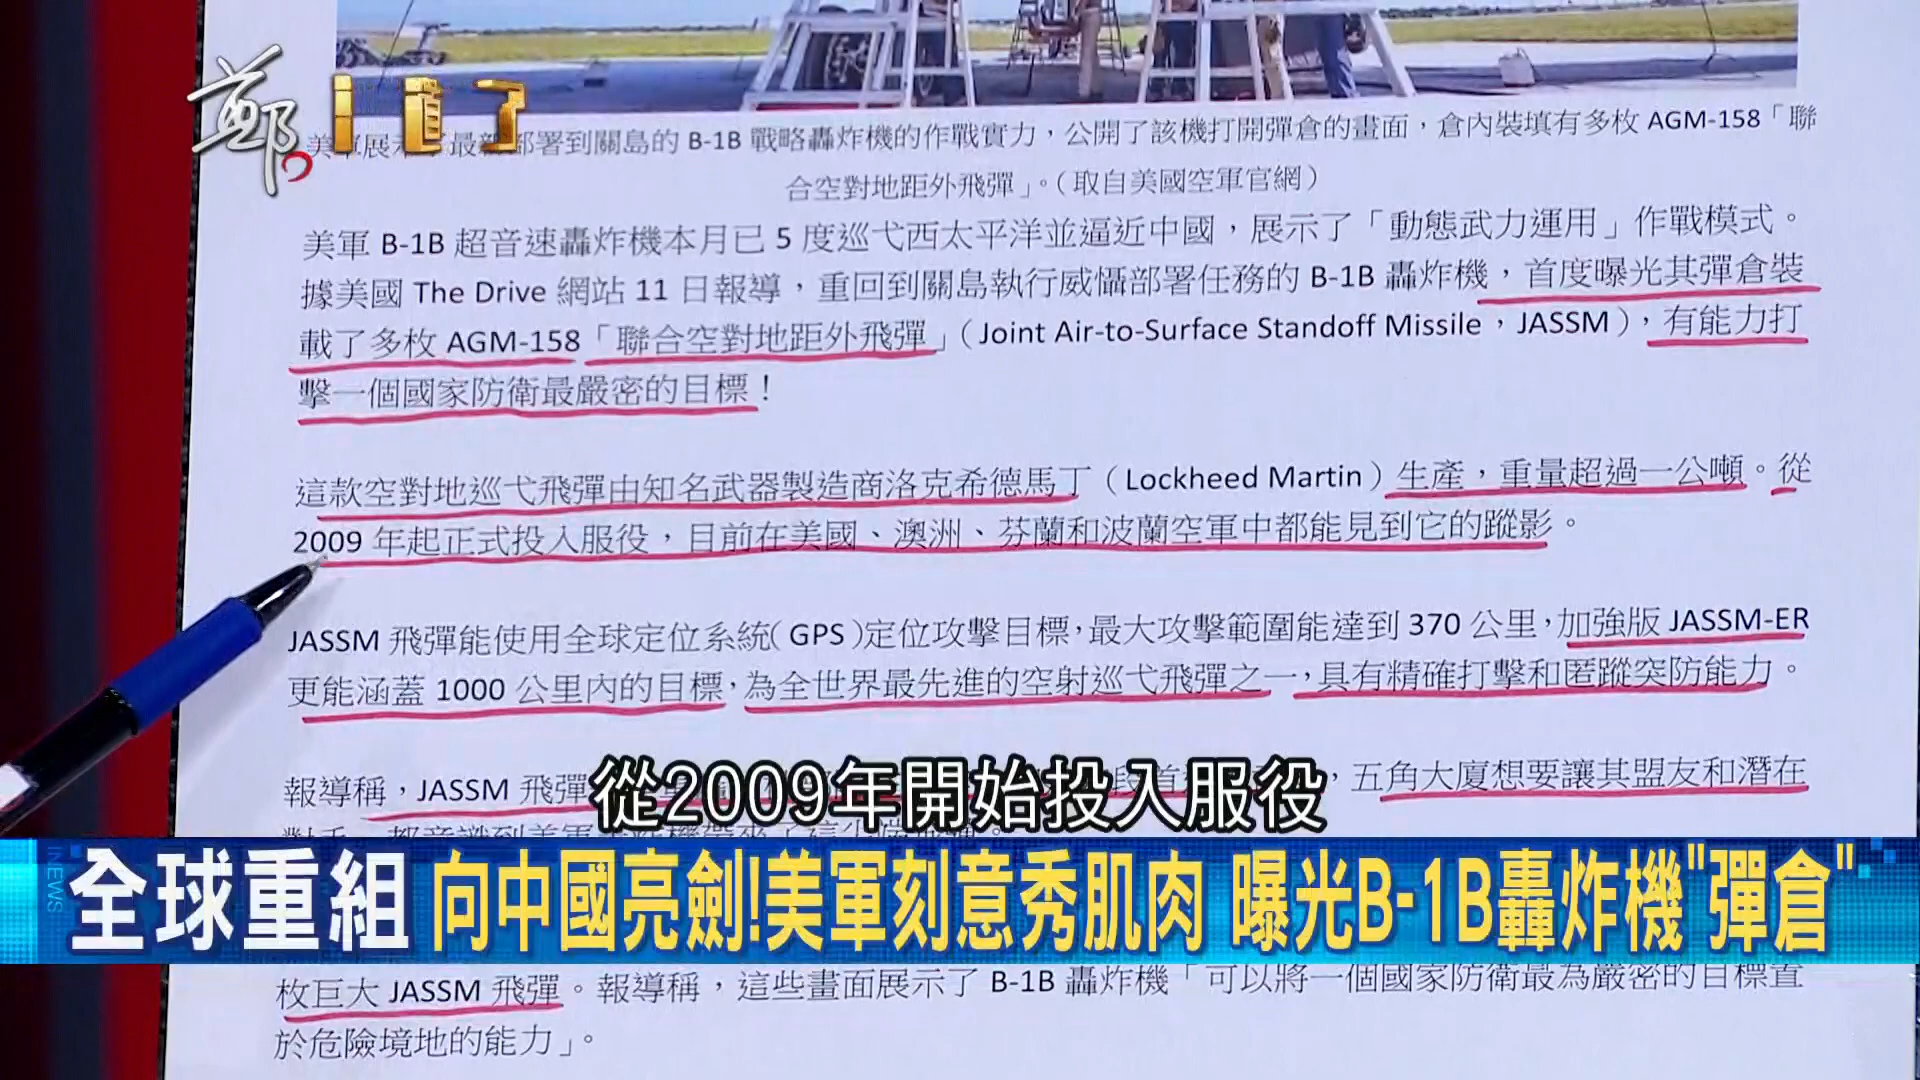 鄭知道了
美軍展示了最新部署到關島的 B-1B 戰略轟炸機的作戰實力，公開了該機打開彈倉的畫面，倉內裝填有多枚 AGM-158「聯
合空對地距外飛彈」。（取自美國空軍官網）
美軍 B-1B 超音速轟炸機本月已 5 度巡弋西太平洋並逼近中國，展示了「動態武力運用」作戰模式。
據美國 The Drive 網站 11 日報導，重回到關島執行威懾部署任務的 B-1B 轟炸機，首度曝光其彈倉裝
載了多枚 AGM-158「聯合空對地距外飛彈」（Joint Air-to-Surface Standoff Missile，JASSM），有能力打
擊一個國家防衛最嚴密的目標！
這款空對地巡弋飛彈由知名武器製造商洛克希德馬丁（Lockheed Martin）生產，重量超過一公噸。從
2009 年起正式投入服役，目前在美國、澳洲、芬蘭和波蘭空軍中都能見到它的蹤影。
JASSM 飛彈能使用全球定位系統(GPS)定位攻擊目標，最大攻擊範圍能達到 370 公里，加強版 JASSM-ER
更能涵蓋 1000 公里內的目標，為全世界最先進的空射巡弋飛彈之一，具有精確打擊和匿蹤突防能力。
報導稱，JASSM 飛彈
，五角大廈想要讓其盟友和潛在
從2009年開始投入服役
INEWS
全球重組 向中國亮劍!美軍刻意秀肌肉 曝光B-1B轟炸機"彈倉"
枚巨大 JASSM 飛彈。報導稱，這些畫面展示了 B-1B 轟炸機「可以將一個國家防衛最為嚴密的目標置
於危險境地的能力」。